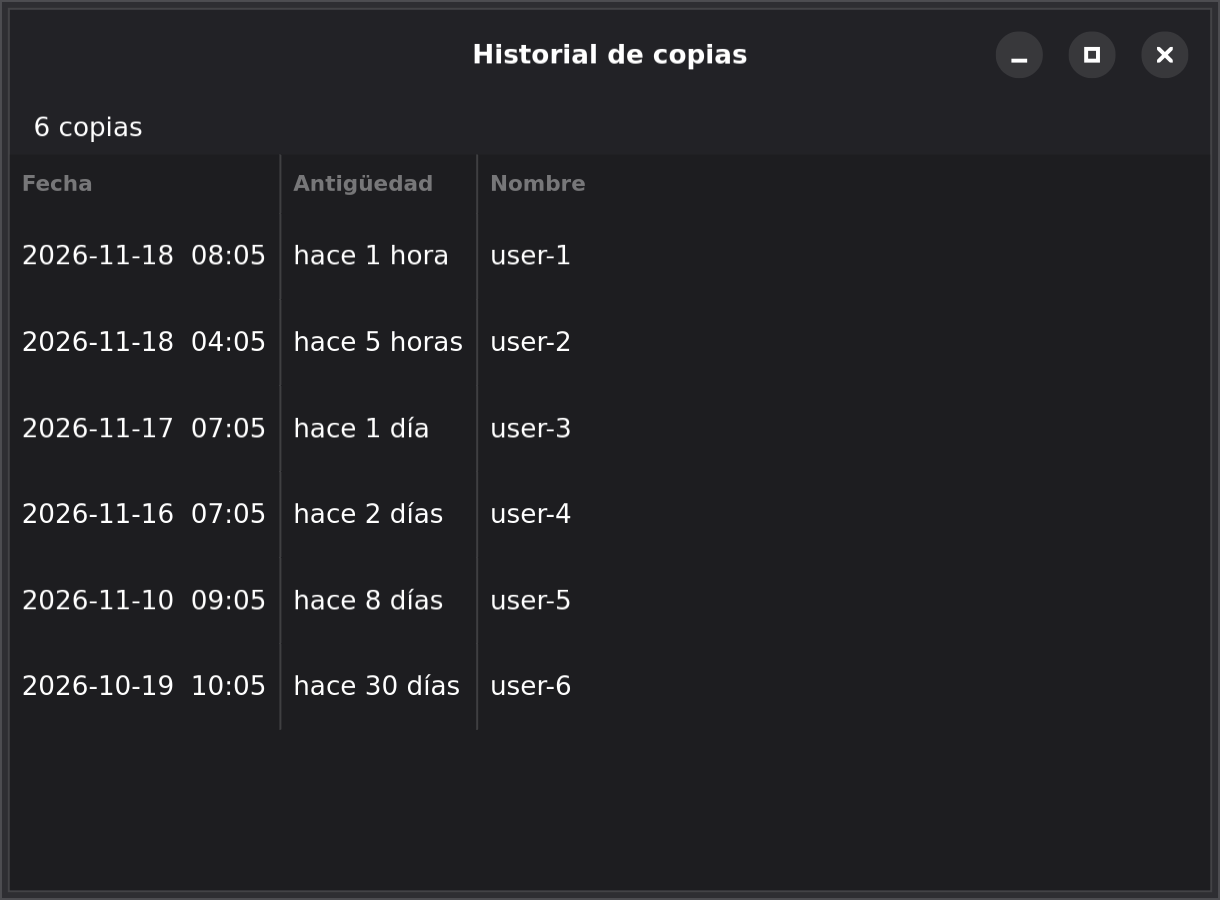 Historial de copias
6 copias
Fecha Antigüedad Nombre
2026-11-18 08:05 hace 1 hora user-1
2026-11-18 04:05 hace 5 horas user-2
2026-11-17 07:05 hace 1 día user-3
2026-11-16 07:05 hace 2 días user-4
2026-11-10 09:05 hace 8 días user-5
2026-10-19 10:05 hace 30 días user-6